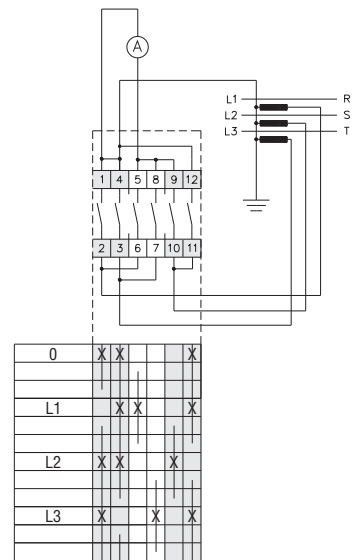 A
L1 R
L2 S
L3 T
1 4 5 8 9 12
2 3 6 7 10 11
0 X X X
L1 X X X
L2 X X X
L3 X X X